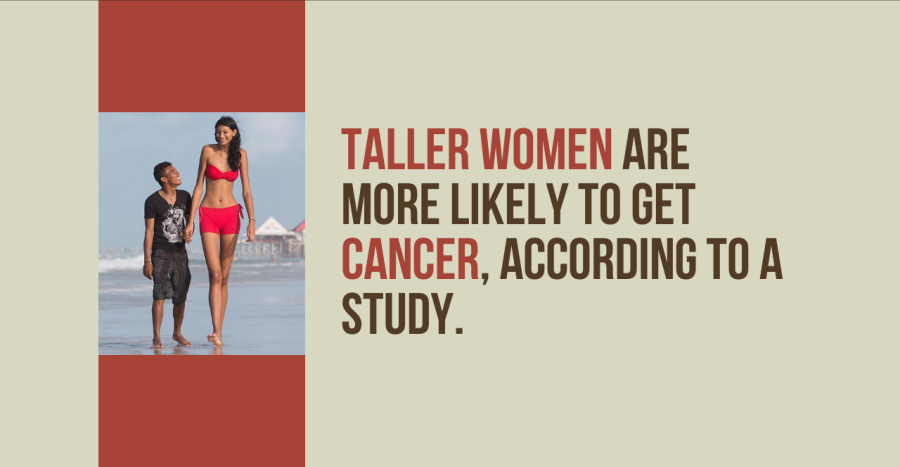 TALLER WOMEN ARE
MORE LIKELY TO GET
CANCER, ACCORDING TO A
STUDY.